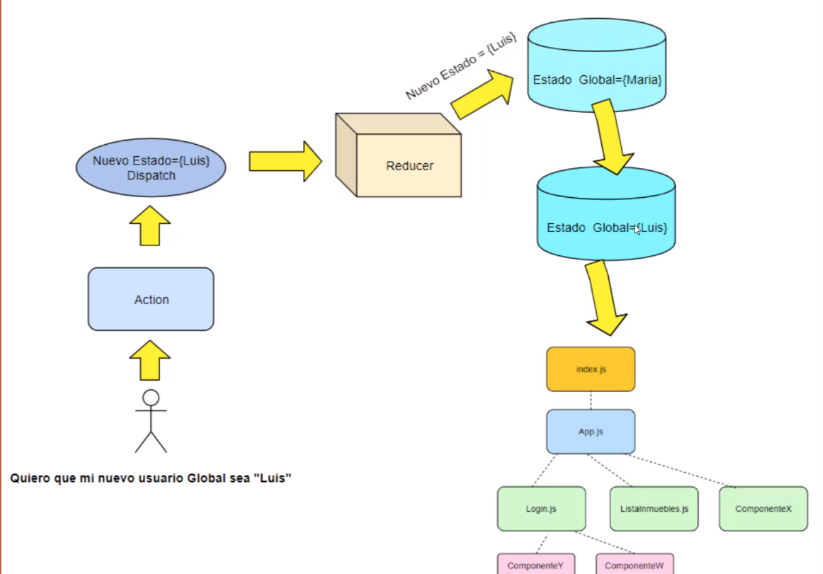 Nuevo Estado = {Luis}
Estado Global={Maria}
Nuevo Estado={Luis}
Dispatch
Reducer
Estado Global={Luis}
Action
index.js
App.js
Quiero que mi nuevo usuario Global sea "Luis"
Login.js
ListaInmuebles.js
ComponenteX
ComponenteY
ComponenteW